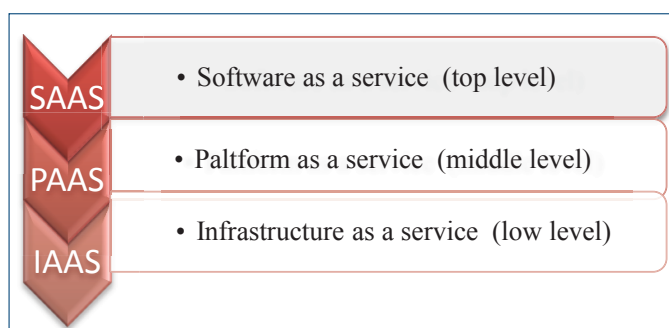 SAAS
• Software as a service (top level)
PAAS
• Paltform as a service (middle level)
IAAS
• Infrastructure as a service (low level)